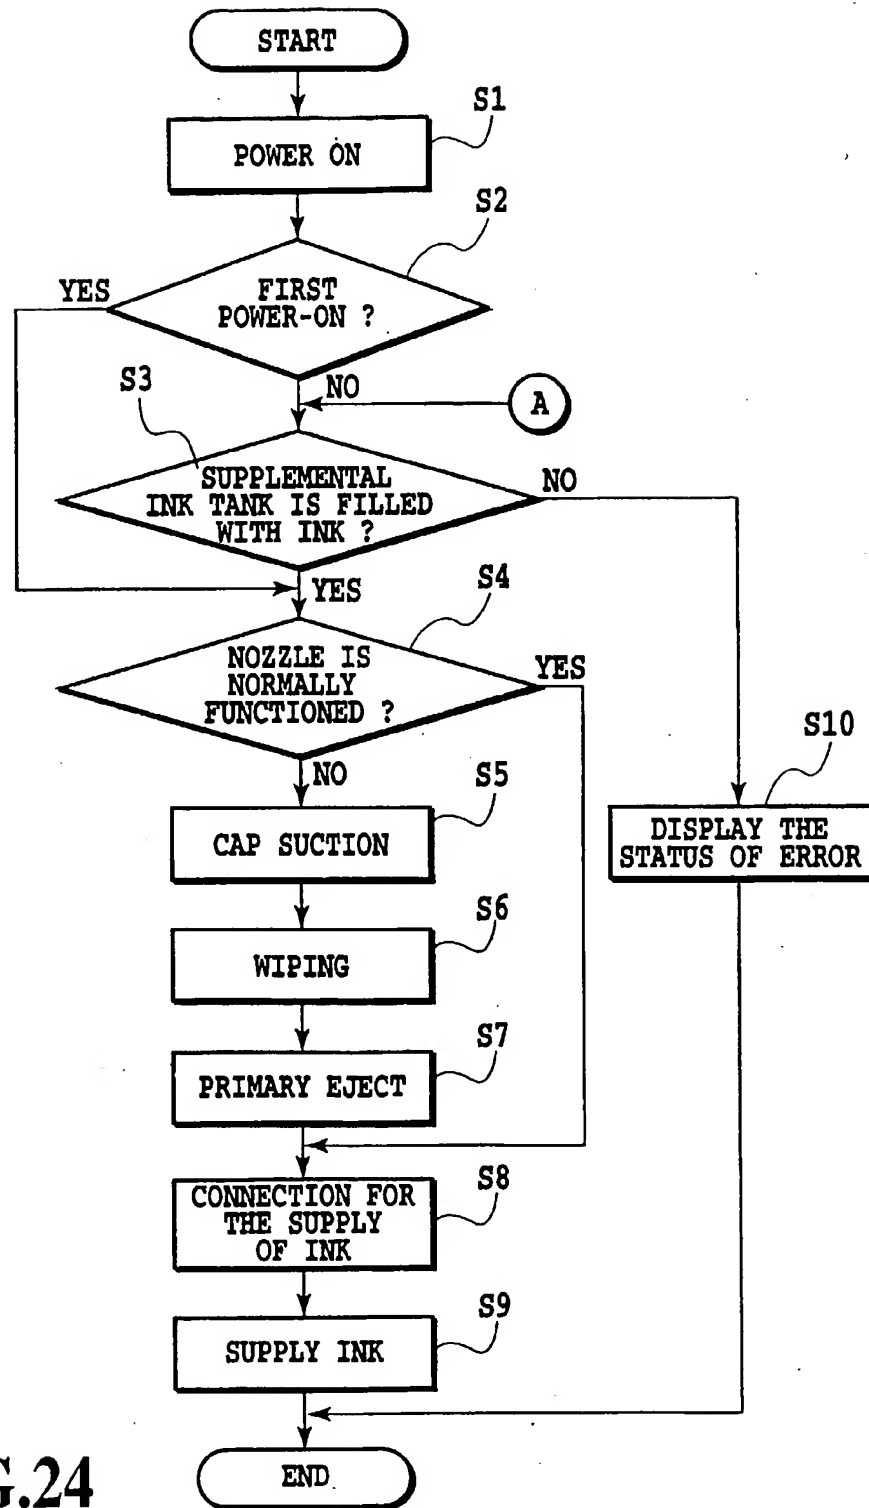 START
S1
POWER ON
S2
YES
FIRST
POWER-ON ?
S3
NO
A
SUPPLEMENTAL
INK TANK IS FILLED
WITH INK ?
NO
YES
S4
NOZZLE IS
NORMALLY
FUNCTIONED ?
YES
S10
NO
S5
CAP SUCTION
DISPLAY THE
STATUS OF ERROR
S6
WIPING
S7
PRIMARY EJECT
S8
CONNECTION FOR
THE SUPPLY
OF INK
S9
SUPPLY INK
END
G.24